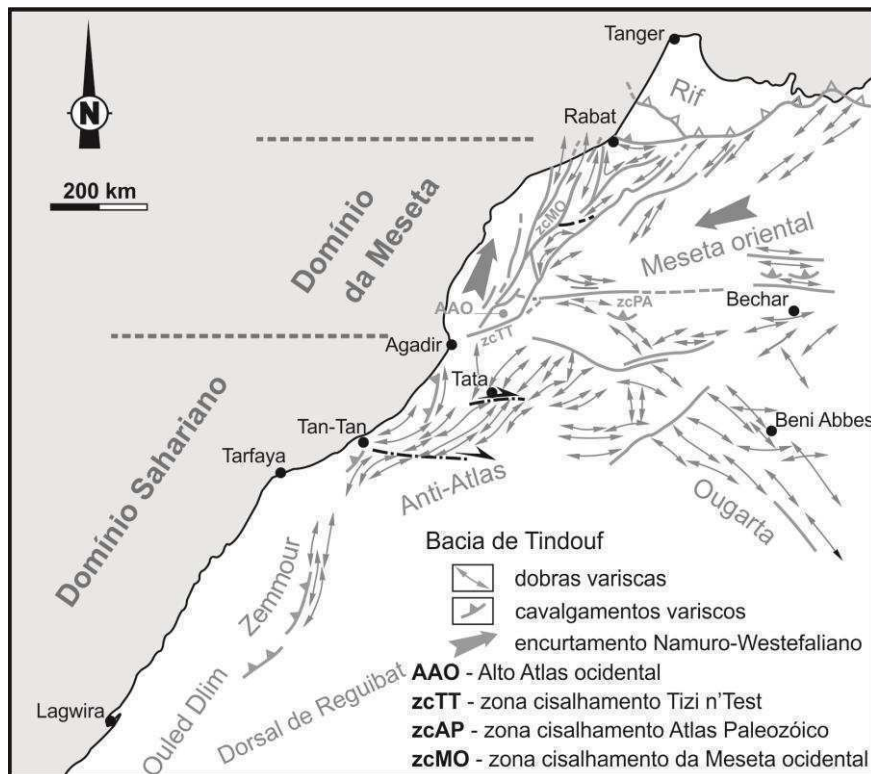 Tanger
Rif
N
Rabat
200 km
Domínio
da Meseta
zcMO
Meseta oriental
AAO
zcPA
Bechar
zcTT
Agadir
Tata
Domínio Sahariano
Tan-Tan
Beni Abbes
Tarfaya
Anti-Atlas
Ougarta
Zemmour
Bacia de Tindouf
dobras variscas
cavalgamentos variscos
encurtamento Namuro-Westefaliano
Ouled Dlim
Dorsal de Reguibat
AAO - Alto Atlas ocidental
zcTT - zona cisalhamento Tizi n'Test
Lagwira
zcAP - zona cisalhamento Atlas Paleozóico
zcMO - zona cisalhamento da Meseta ocidental